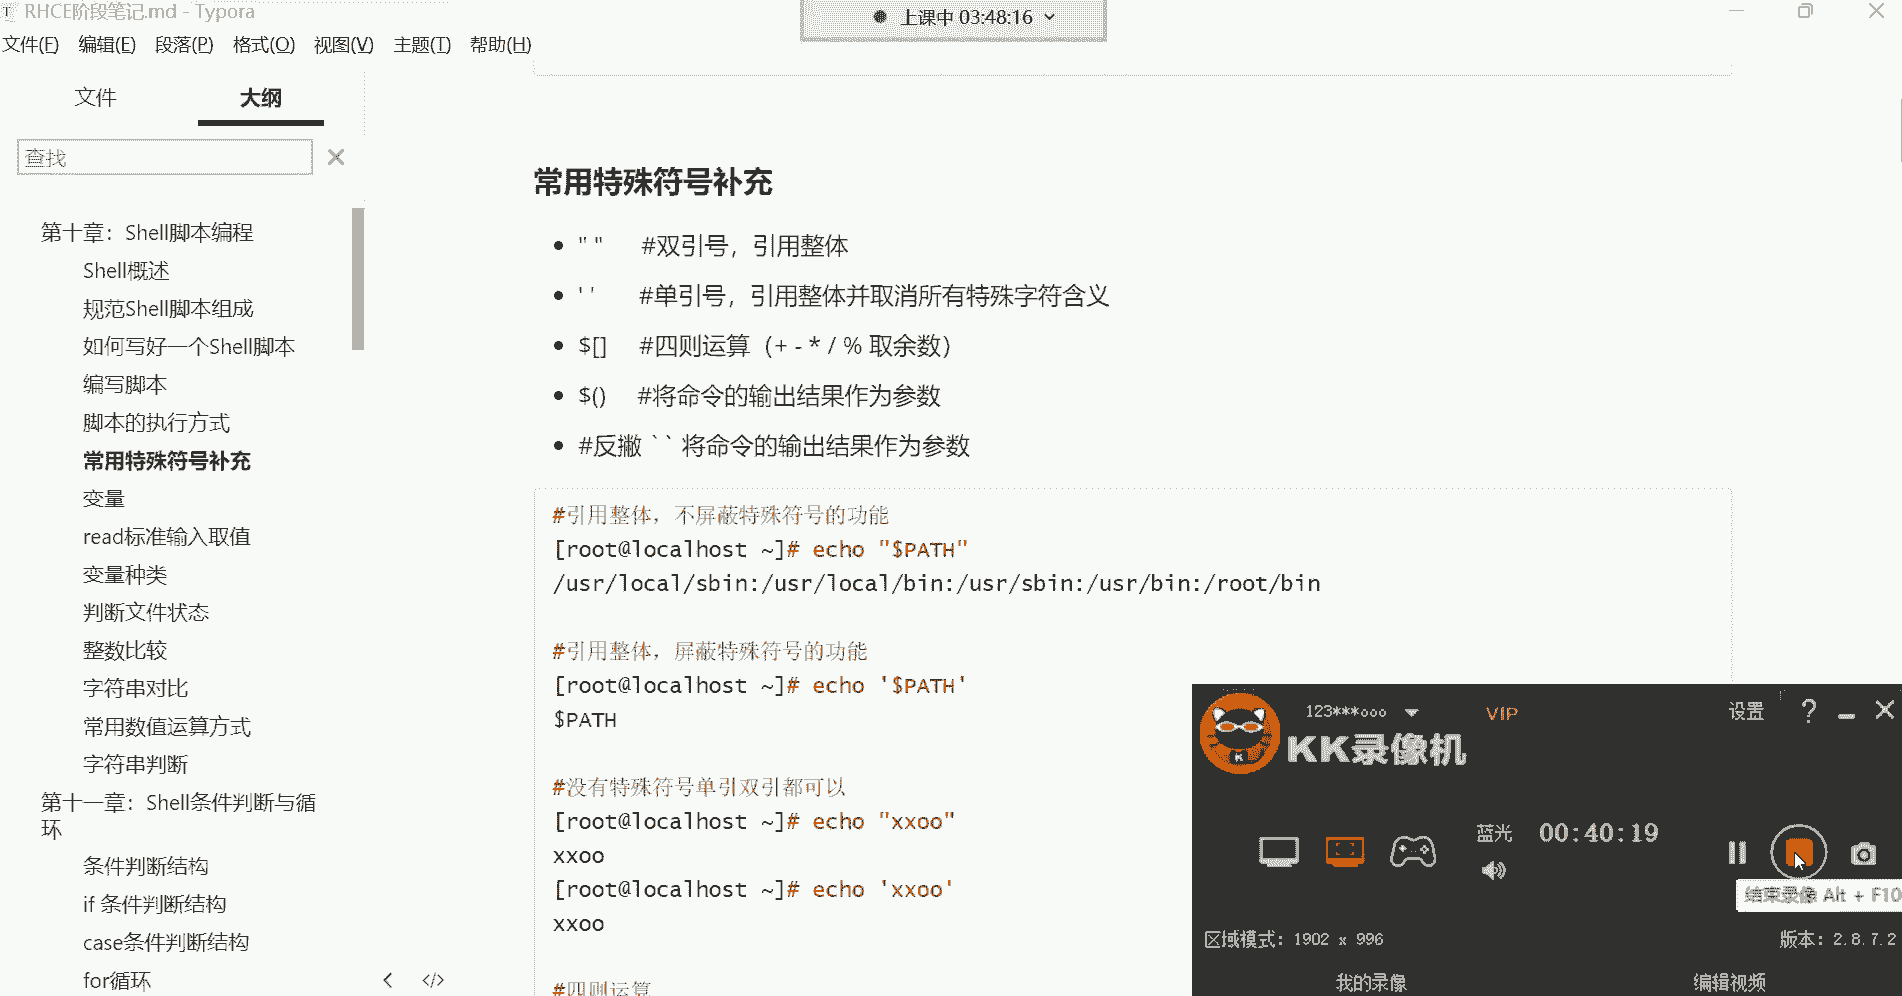 RHCE阶段笔记.md - Typora
上课中 03:48:16
文件(F) 编辑(E) 段落(P) 格式(O) 视图(V) 主题(T) 帮助(H)
文件 大纲
查找
第十章：Shell脚本编程
Shell概述
规范Shell脚本组成
如何写好一个Shell脚本
编写脚本
脚本的执行方式
常用特殊符号补充
变量
read标准输入取值
变量种类
判断文件状态
整数比较
字符串对比
常用数值运算方式
字符串判断
第十一章：Shell条件判断与循
环
条件判断结构
if 条件判断结构
case条件判断结构
for循环
常用特殊符号补充
" " #双引号，引用整体
' ' #单引号，引用整体并取消所有特殊字符含义
$[] #四则运算（+ - * / % 取余数）
$() #将命令的输出结果作为参数
#反撇 ` ` 将命令的输出结果作为参数
#引用整体，不屏蔽特殊符号的功能
[root@localhost ~]# echo "$PATH"
/usr/local/sbin:/usr/local/bin:/usr/sbin:/usr/bin:/root/bin
#引用整体，屏蔽特殊符号的功能
[root@localhost ~]# echo '$PATH'
$PATH
#没有特殊符号单引双引都可以
[root@localhost ~]# echo "xxoo"
xxoo
[root@localhost ~]# echo 'xxoo'
xxoo
#四则运算
123***ooo VIP 设置
KK录像机
蓝光 00:40:19
结束录像 Alt + F10
区域模式：1902 x 996 版本：2.8.7.2
我的录像 编辑视频